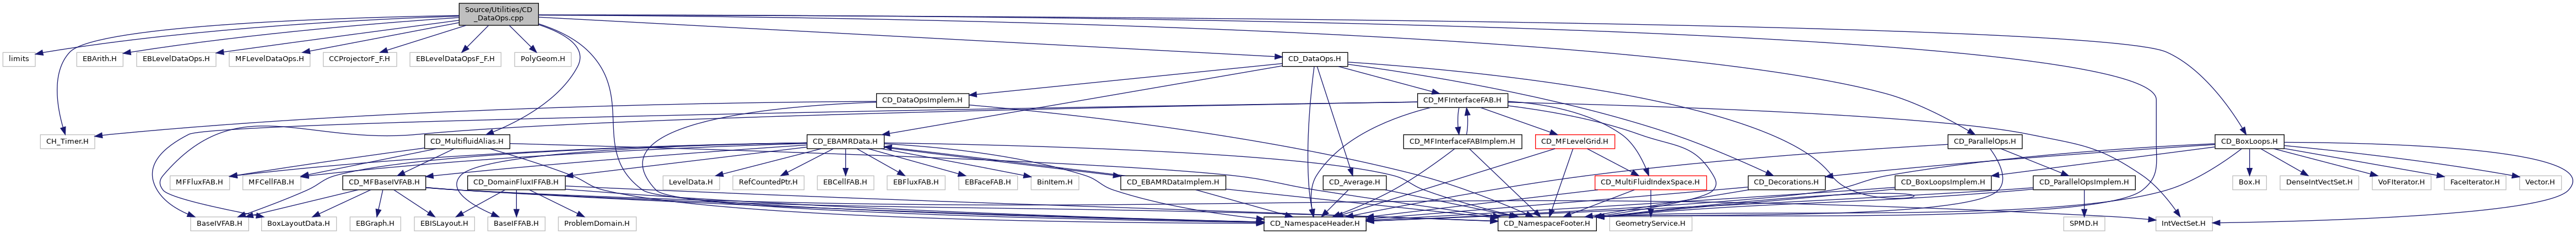 Source/Utilities/CD
_DataOps.cpp
limits
EBArith.H
EBLevelDataOps.H
MFLevelDataOps.H
CCProjectorF_F.H
EBLevelDataOpsF_F.H
PolyGeom.H
CD_DataOps.H
CD_DataOpsImplem.H
CD_MFInterfaceFAB.H
CH_Timer.H
CD_MultifluidAlias.H
CD_EBAMRData.H
CD_MFInterfaceFABImplem.H
CD_MFLevelGrid.H
CD_ParallelOps.H
CD_BoxLoops.H
MFFluxFAB.H
MFCellFAB.H
CD_MFBaseIVFAB.H
CD_DomainFluxIFFAB.H
LevelData.H
RefCountedPtr.H
EBCellFAB.H
EBFluxFAB.H
EBFaceFAB.H
BinItem.H
CD_EBAMRDataImplem.H
CD_Average.H
CD_MultiFluidIndexSpace.H
CD_Decorations.H
CD_BoxLoopsImplem.H
CD_ParallelOpsImplem.H
Box.H
DenseIntVectSet.H
VoFIterator.H
FaceIterator.H
Vector.H
BaseIVFAB.H
BoxLayoutData.H
EBGraph.H
EBISLayout.H
BaseIFFAB.H
ProblemDomain.H
CD_NamespaceHeader.H
CD_NamespaceFooter.H
GeometryService.H
SPMD.H
IntVectSet.H